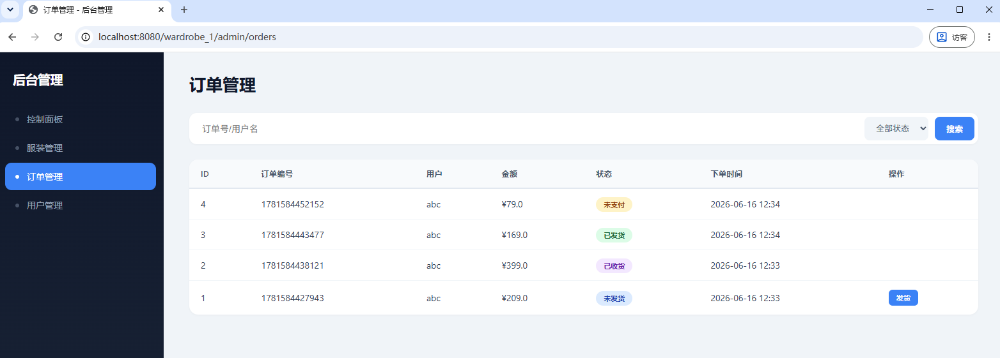 订单管理 - 后台管理
localhost:8080/wardrobe_1/admin/orders
访客
后台管理
控制面板
服装管理
订单管理
用户管理
订单管理
订单号/用户名 全部状态 搜索
ID 订单编号 用户 金额 状态 下单时间 操作
4 1781584452152 abc ¥79.0 未支付 2026-06-16 12:34
3 1781584443477 abc ¥169.0 已发货 2026-06-16 12:34
2 1781584438121 abc ¥399.0 已收货 2026-06-16 12:33
1 1781584427943 abc ¥209.0 未发货 2026-06-16 12:33 发货